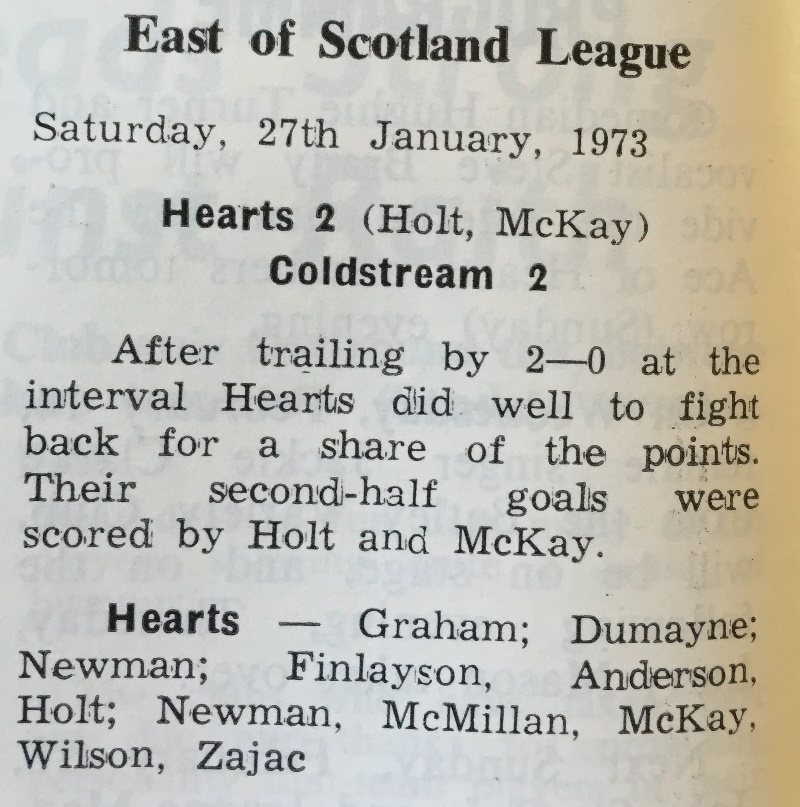 East of Scotland League
Saturday, 27th January, 1973
Hearts 2 (Holt, McKay)
Coldstream 2
After trailing by 2—0 at the
interval Hearts did well to fight
back for a share of the points.
Their second-half goals were
scored by Holt and McKay.
Hearts — Graham; Dumayne;
Newman; Finlayson, Anderson,
Holt; Newman, McMillan, McKay,
Wilson, Zajac